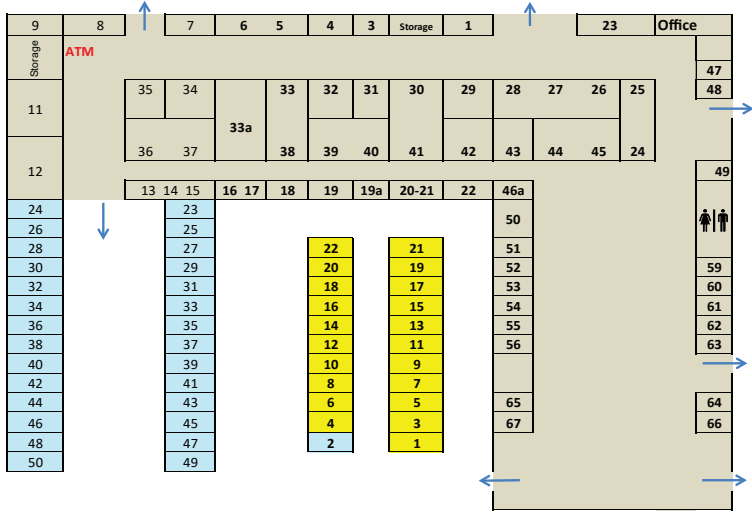 9 8 7 6 5 4 3 Storage 1 23 Office
Storage ATM
47
35 34 33 32 31 30 29 28 27 26 25 48
11
33a
36 37 38 39 40 41 42 43 44 45 24
12 49
13 14 15 16 17 18 19 19a 20-21 22 46a
24 23
50
26 25
28 27 22 21 51
30 29 20 19 52 59
32 31 18 17 53 60
34 33 16 15 54 61
36 35 14 13 55 62
38 37 12 11 56 63
40 39 10 9
42 41 8 7
44 43 6 5 65 64
46 45 4 3 67 66
48 47 2 1
50 49